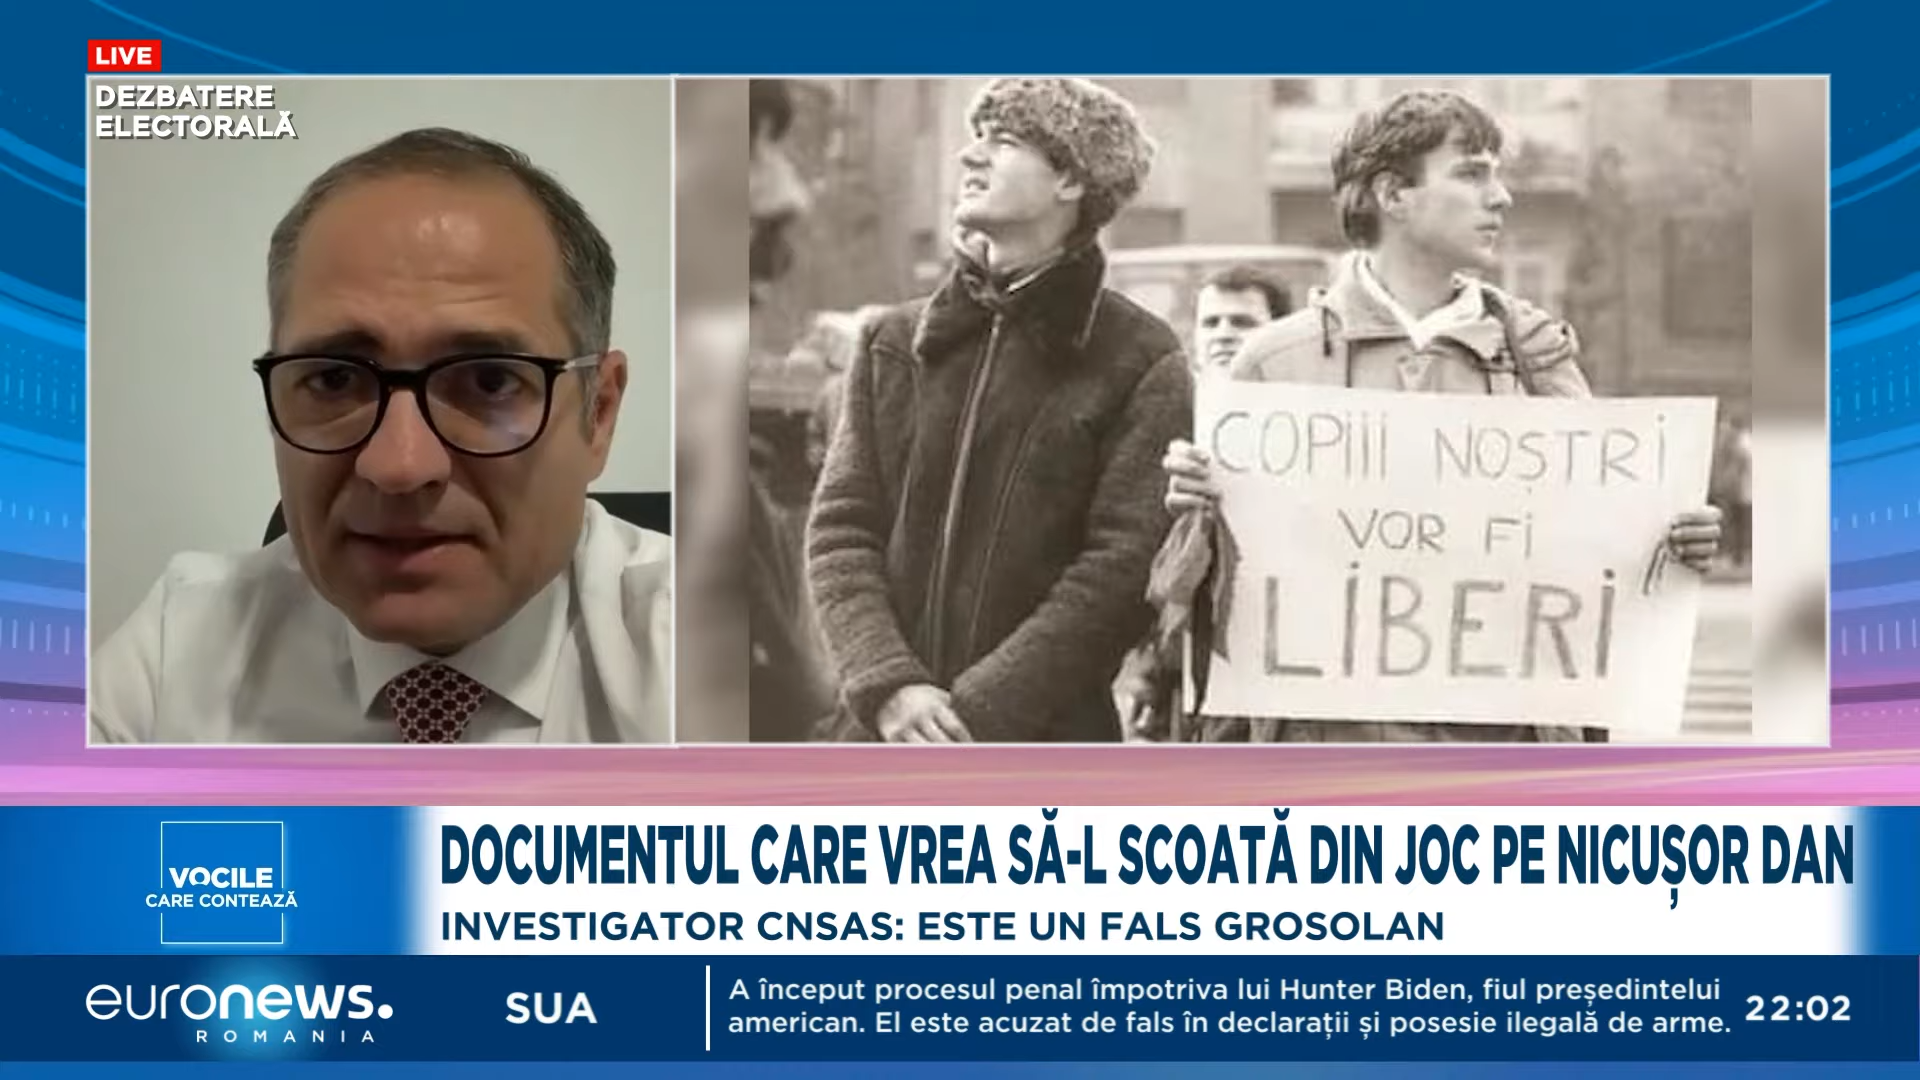 LIVE
DEZBATERE
ELECTORALĂ
COPIII NOȘTRI
VOR FI
LIBERI
VOCILE
CARE CONTEAZĂ
DOCUMENTUL CARE VREA SĂ-L SCOATĂ DIN JOC PE NICUȘOR DAN
INVESTIGATOR CNSAS: ESTE UN FALS GROSOLAN
euronews.
ROMANIA
SUA
A început procesul penal împotriva lui Hunter Biden, fiul președintelui
american. El este acuzat de fals în declarații și posesie ilegală de arme.
22:02